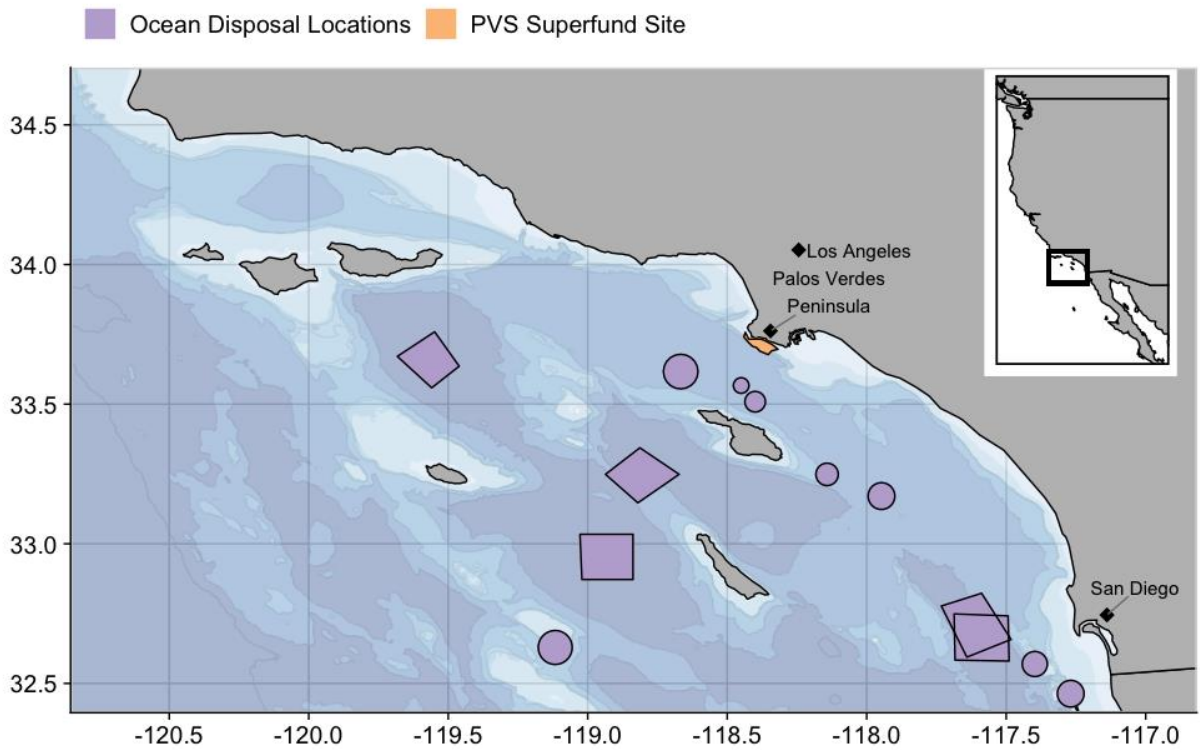 Ocean Disposal Locations PVS Superfund Site
34.5
34.0
33.5
33.0
32.5
Los Angeles
Palos Verdes
Peninsula
San Diego
-120.5 -120.0 -119.5 -119.0 -118.5 -118.0 -117.5 -117.0